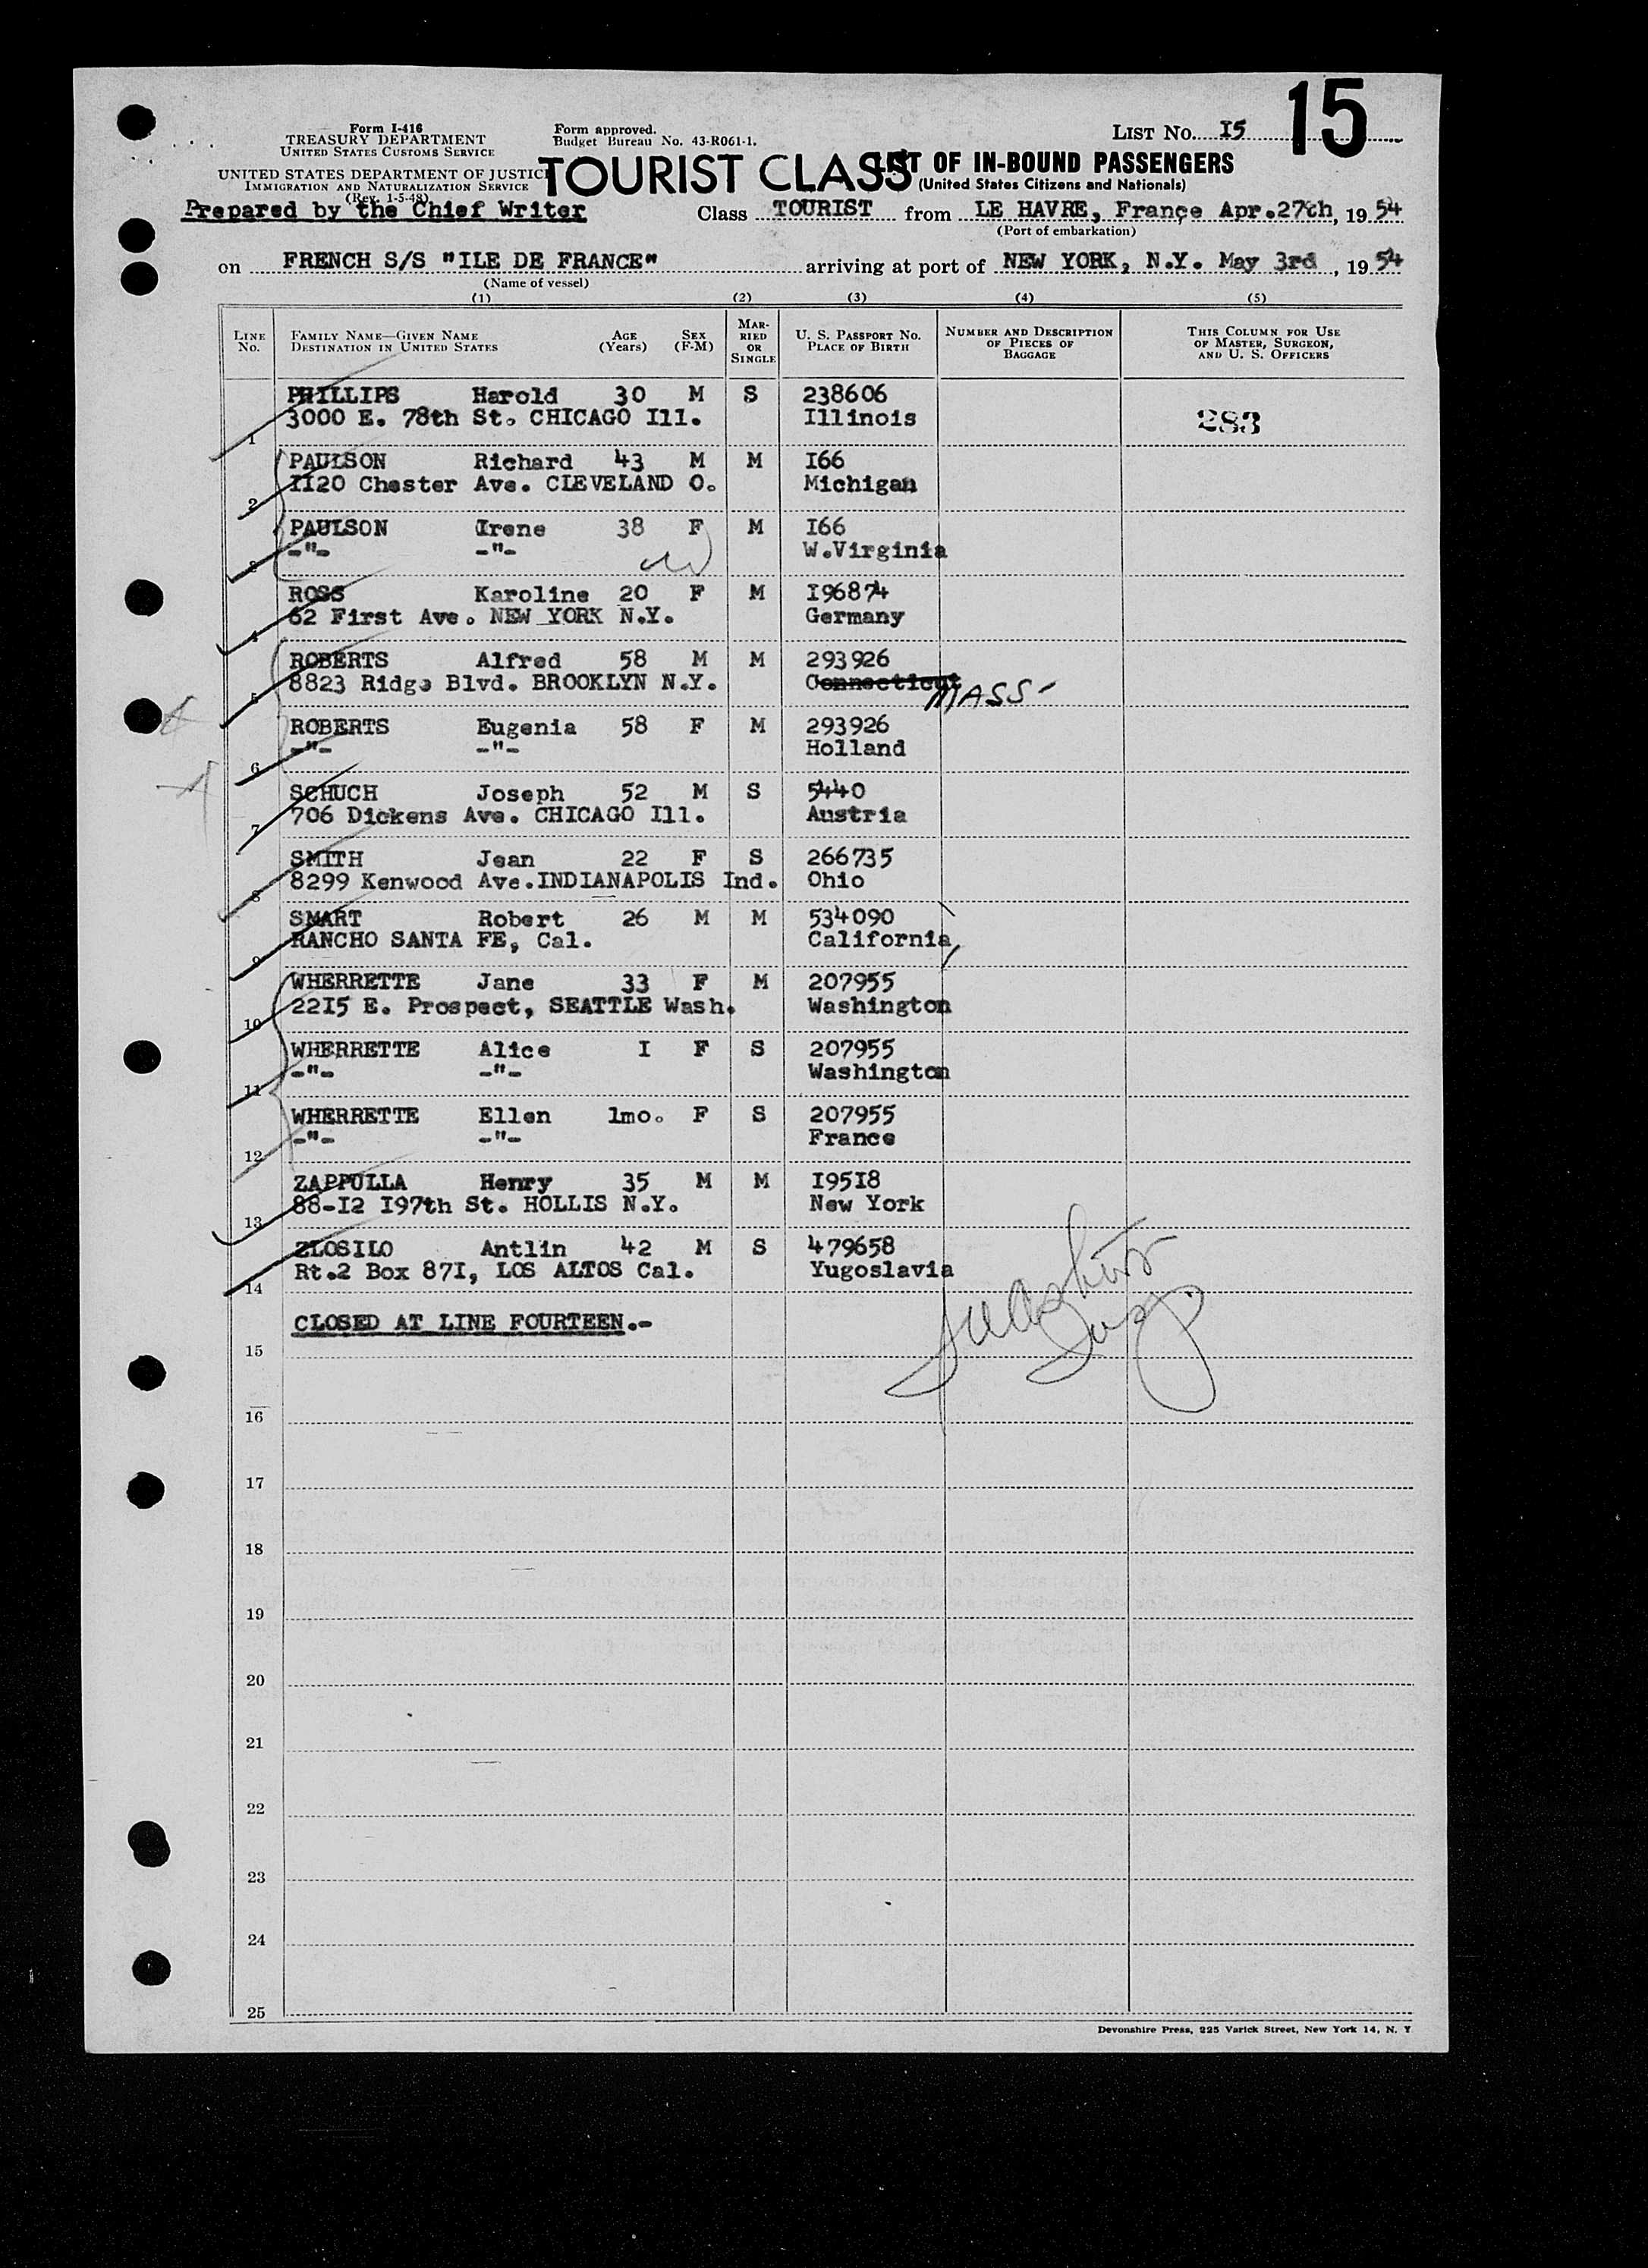 15
Form I-416
TREASURY DEPARTMENT
UNITED STATES CUSTOMS SERVICE
Form approved.
Budget Bureau No. 43-R061-1.
LIST No. I5
UNITED STATES DEPARTMENT OF JUSTICE
IMMIGRATION AND NATURALIZATION SERVICE
(Rev. 1-5-48)
TOURIST CLASS
LIST OF IN-BOUND PASSENGERS
(United States Citizens and Nationals)
Prepared by the Chief Writer
Class TOURIST from LE HAVRE, France Apr.27th, 1954
(Port of embarkation)
on FRENCH S/S "ILE DE FRANCE" arriving at port of NEW YORK, N.Y. May 3rd, 1954
(Name of vessel)
(1) (2) (3) (4) (5)
LINE No. FAMILY NAME—GIVEN NAME DESTINATION IN UNITED STATES AGE (Years) SEX (F-M) MARRIED OR SINGLE U. S. PASSPORT No. PLACE OF BIRTH NUMBER AND DESCRIPTION OF PIECES OF BAGGAGE THIS COLUMN FOR USE OF MASTER, SURGEON, AND U. S. OFFICERS
PHILLIPS Harold 30 M S 238606
1 3000 E. 78th St. CHICAGO Ill. Illinois 283
PAULSON Richard 43 M M I66
2 II20 Chester Ave. CLEVELAND O. Michigan
PAULSON Irene 38 F M I66
3 -"- -"- W.Virginia
ROSS Karoline 20 F M I96874
4 62 First Ave. NEW YORK N.Y. Germany
ROBERTS Alfred 58 M M 293926
5 8823 Ridge Blvd. BROOKLYN N.Y. Connecticut MASS
ROBERTS Eugenia 58 F M 293926
6 -"- -"- Holland
SCHUCH Joseph 52 M S 5440
7 706 Dickens Ave. CHICAGO Ill. Austria
SMITH Jean 22 F S 266735
8 8299 Kenwood Ave.INDIANAPOLIS Ind. Ohio
SMART Robert 26 M M 534090
9 RANCHO SANTA FE, Cal. California
WHERRETTE Jane 33 F M 207955
10 22I5 E. Prospect, SEATTLE Wash. Washington
WHERRETTE Alice I F S 207955
11 -"- -"- Washington
WHERRETTE Ellen 1mo. F S 207955
12 -"- -"- France
ZAPPULLA Henry 35 M M I95I8
13 88-I2 I97th St. HOLLIS N.Y. New York
ZLOSILO Antlin 42 M S 479658
14 Rt.2 Box 87I, LOS ALTOS Cal. Yugoslavia
CLOSED AT LINE FOURTEEN.-
15
16
17
18
19
20
21
22
23
24
25
Devonshire Press, 225 Varick Street, New York 14, N. Y